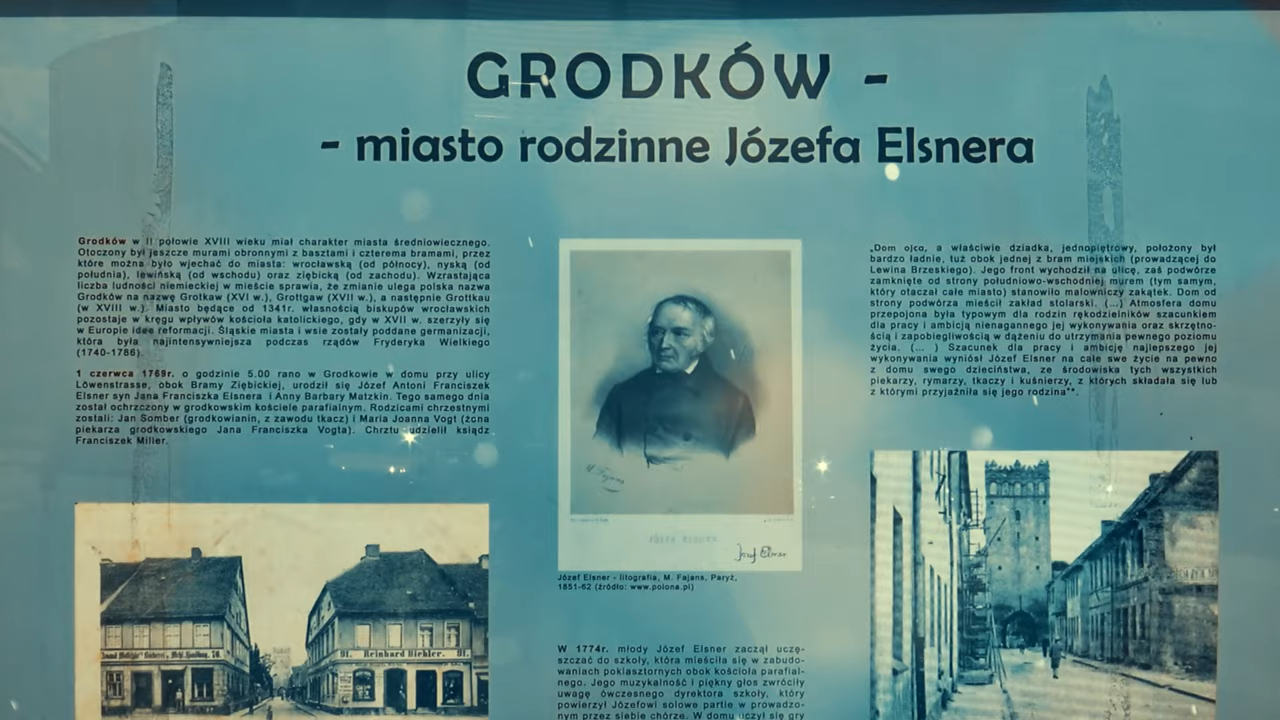 GRODKÓW -
- miasto rodzinne Józefa Elsnera
Grodków w II połowie XVIII wieku miał charakter miasta średniowiecznego.
Otoczony był jeszcze murami obronnymi z basztami i czterema bramami, przez
które można było wjechać do miasta: wrocławską (od północy), nyską (od
południa), lewińską (od wschodu) oraz ziębicką (od zachodu). Wzrastająca
liczba ludności niemieckiej w mieście sprawia, że zmianie ulega polska nazwa
Grodków na nazwę Grotkaw (XVI w.), Grottgaw (XVII w.), a następnie Grottkau
(w XVIII w.). Miasto będące od 1341r. własnością biskupów wrocławskich
pozostaje w kręgu wpływów kościoła katolickiego, gdy w XVII w. szerzyły się
w Europie idee reformacji. Śląskie miasta i wsie zostały poddane germanizacji,
która była najintensywniejsza podczas rządów Fryderyka Wielkiego
(1740-1786).
1 czerwca 1769r. o godzinie 5.00 rano w Grodkowie w domu przy ulicy
Löwenstrasse, obok Bramy Ziębickiej, urodził się Józef Antoni Franciszek
Elsner syn Jana Franciszka Elsnera i Anny Barbary Matzkin. Tego samego dnia
został ochrzczony w grodkowskim kościele parafialnym. Rodzicami chrzestnymi
zostali: Jan Somber (grodkowianin, z zawodu tkacz) i Maria Joanna Vogt (żona
piekarza grodkowskiego Jana Franciszka Vogta). Chrztu udzielił ksiądz
Franciszek Miller.
JÓZEF ELSNER
Józef Elsner
Józef Elsner - litografia, M. Fajans, Paryż,
1851-62 (źródło: www.polona.pl)
W 1774r. młody Józef Elsner zaczął uczę-
szczać do szkoły, która mieściła się w zabudo-
waniach poklasztornych obok kościoła parafial-
nego. Jego muzykalność i piękny głos zwróciły
uwagę ówczesnego dyrektora szkoły, który
powierzył Józefowi solowe partie w prowadzo-
nym przez siebie chórze. W domu uczył się gry
„Dom ojca, a właściwie dziadka, jednopiętrowy, położony był
bardzo ładnie, tuż obok jednej z bram miejskich (prowadzącej do
Lewina Brzeskiego). Jego front wychodził na ulicę, zaś podwórze
zamknięte od strony południowo-wschodniej murem (tym samym,
który otaczał całe miasto) stanowiło malowniczy zakątek. Dom od
strony podwórza mieścił zakład stolarski. (...) Atmosfera domu
przepojona była typowym dla rodzin rękodzielników szacunkiem
dla pracy i ambicją nienagannego jej wykonywania oraz skrzętno-
ścią i zapobiegliwością w dążeniu do utrzymania pewnego poziomu
życia. (... ) Szacunek dla pracy i ambicję najlepszego jej
wykonywania wyniósł Józef Elsner na całe swe życie na pewno
z domu swego dzieciństwa, ze środowiska tych wszystkich
piekarzy, rymarzy, tkaczy i kuśnierzy, z których składała się lub
z którymi przyjaźniła się jego rodzina"*.
Bäckerei u. Mehl-Handlung. 76.
91. Reinhard Biehler. 91.